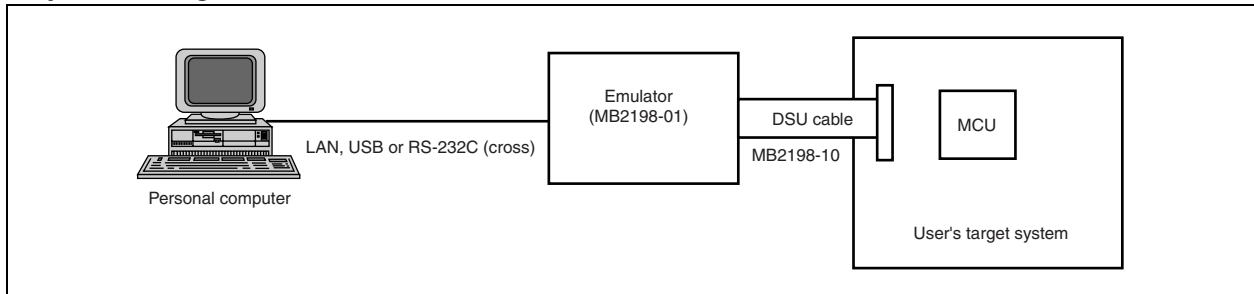 LAN, USB or RS-232C (cross)
Personal computer
Emulator
(MB2198-01)
DSU cable
MB2198-10
MCU
User's target system